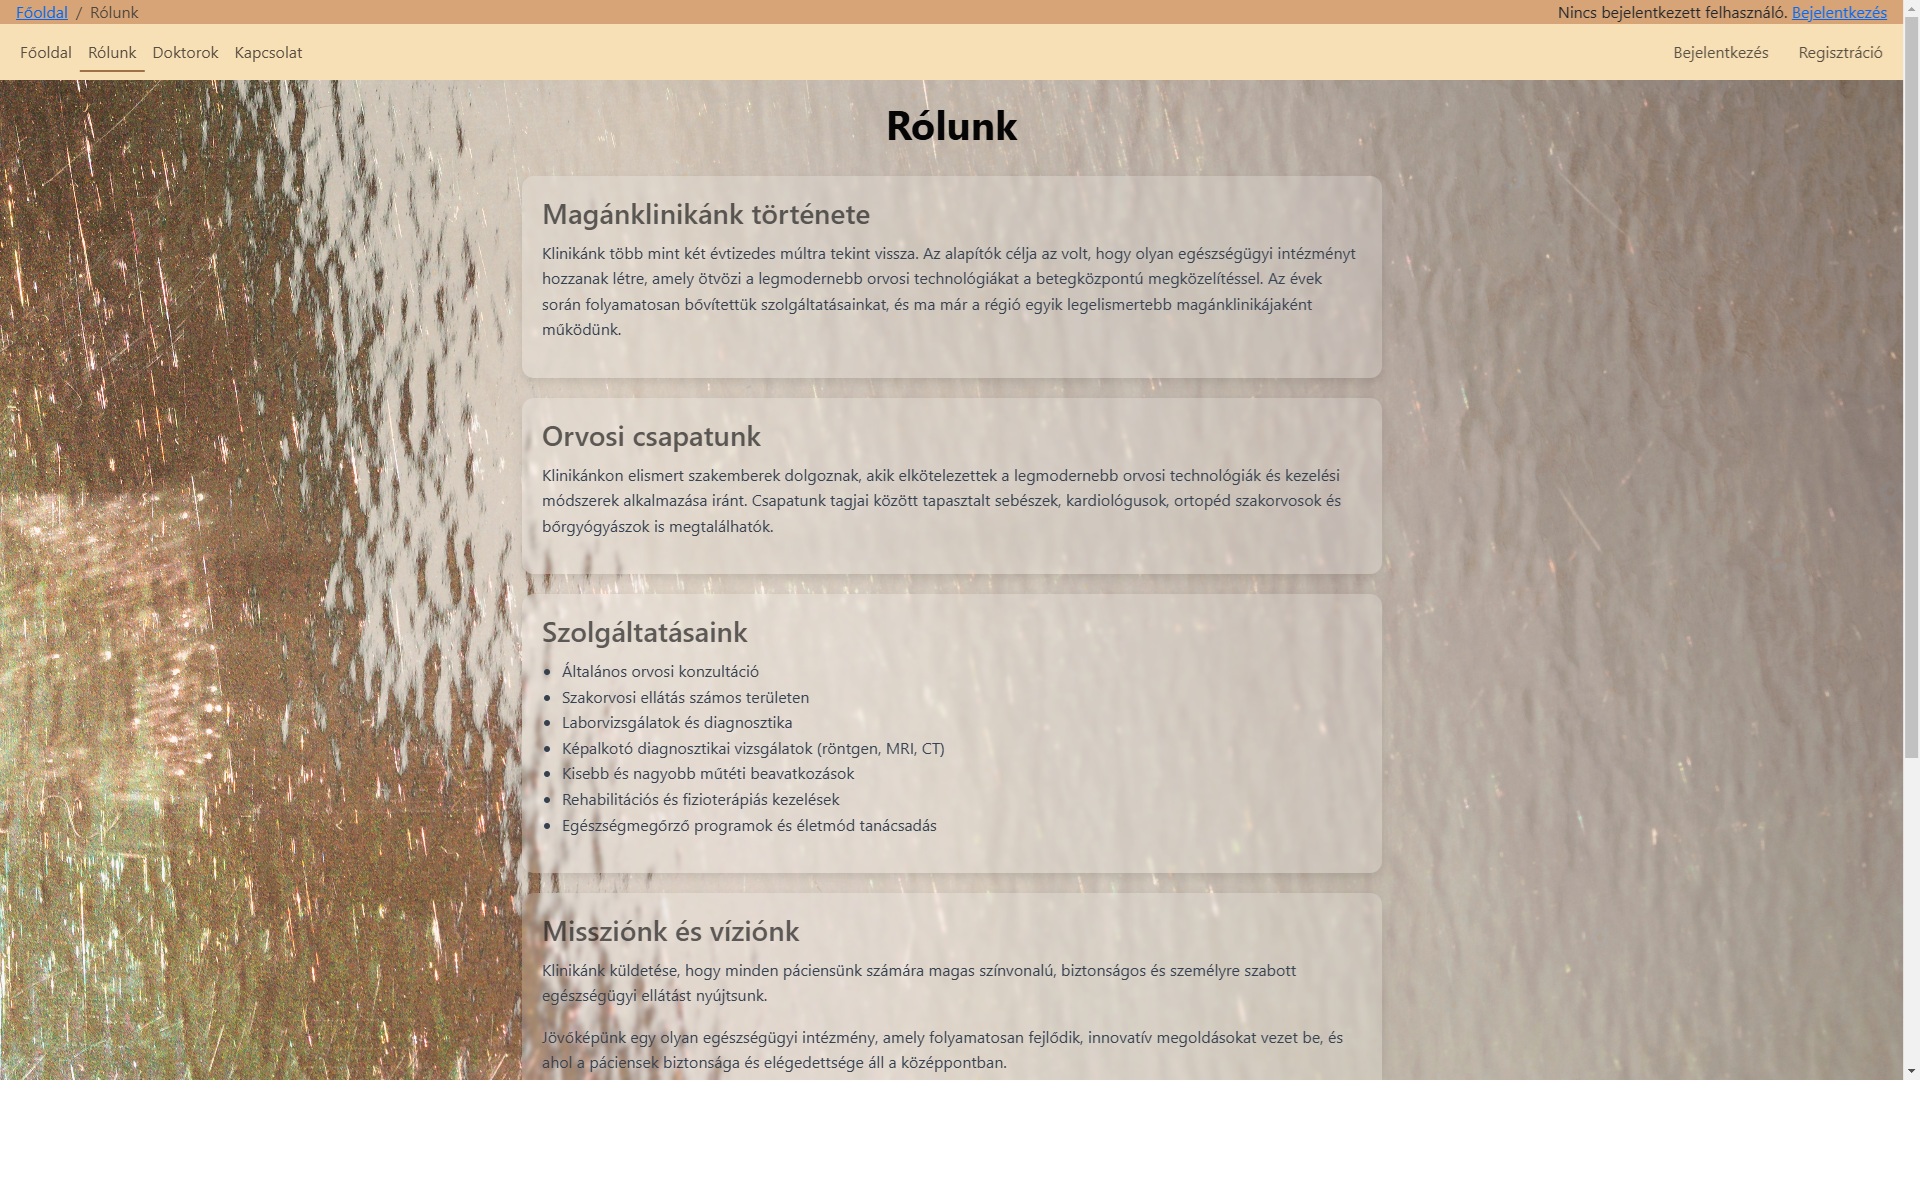 Főoldal / Rólunk
Nincs bejelentkezett felhasználó. Bejelentkezés
Főoldal Rólunk Doktorok Kapcsolat
Bejelentkezés Regisztráció
Rólunk
Magánklinikánk története
Klinikánk több mint két évtizedes múltra tekint vissza. Az alapítók célja az volt, hogy olyan egészségügyi intézményt
hozzanak létre, amely ötvözi a legmodernebb orvosi technológiákat a betegközpontú megközelítéssel. Az évek
során folyamatosan bővítettük szolgáltatásainkat, és ma már a régió egyik legelismertebb magánklinikájaként
működünk.
Orvosi csapatunk
Klinikánkon elismert szakemberek dolgoznak, akik elkötelezettek a legmodernebb orvosi technológiák és kezelési
módszerek alkalmazása iránt. Csapatunk tagjai között tapasztalt sebészek, kardiológusok, ortopéd szakorvosok és
bőrgyógyászok is megtalálhatók.
Szolgáltatásaink
• Általános orvosi konzultáció
• Szakorvosi ellátás számos területen
• Laborvizsgálatok és diagnosztika
• Képalkotó diagnosztikai vizsgálatok (röntgen, MRI, CT)
• Kisebb és nagyobb műtéti beavatkozások
• Rehabilitációs és fizioterápiás kezelések
• Egészségmegőrző programok és életmód tanácsadás
Missziónk és víziónk
Klinikánk küldetése, hogy minden páciensünk számára magas színvonalú, biztonságos és személyre szabott
egészségügyi ellátást nyújtsunk.
Jövőképünk egy olyan egészségügyi intézmény, amely folyamatosan fejlődik, innovatív megoldásokat vezet be, és
ahol a páciensek biztonsága és elégedettsége áll a középpontban.